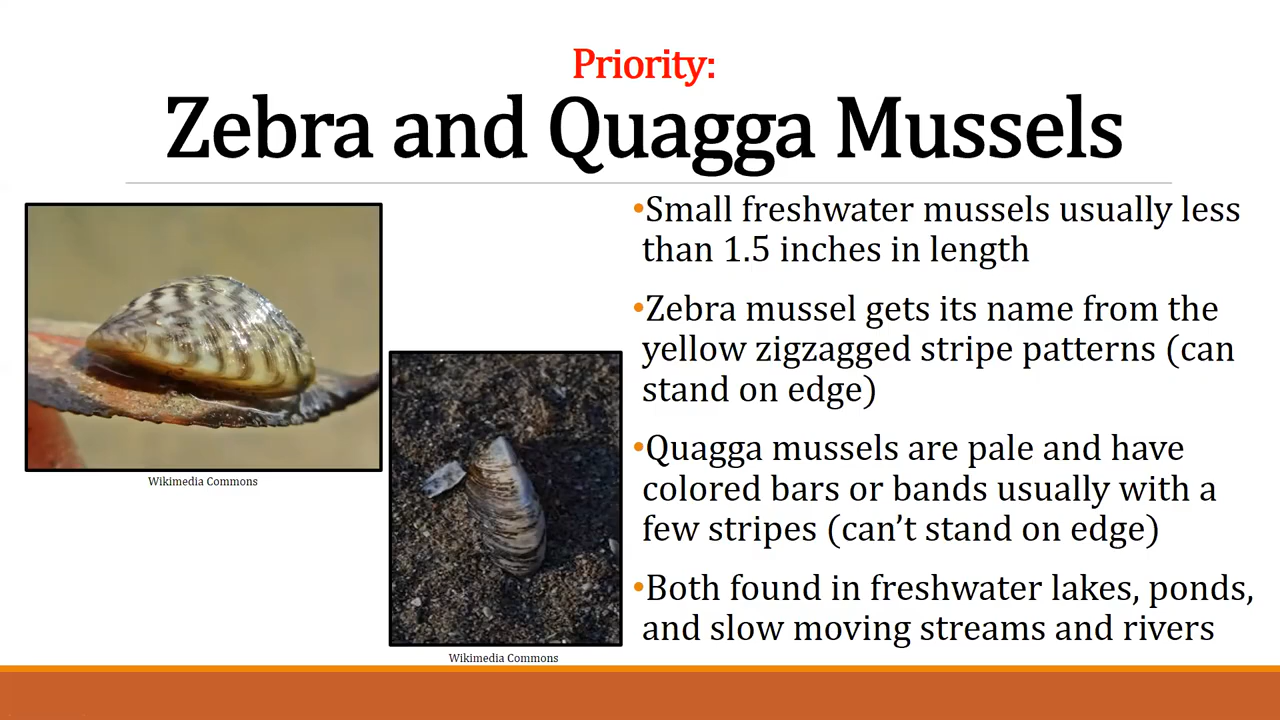 Priority:
Zebra and Quagga Mussels
•Small freshwater mussels usually less
than 1.5 inches in length
•Zebra mussel gets its name from the
yellow zigzagged stripe patterns (can
stand on edge)
•Quagga mussels are pale and have
colored bars or bands usually with a
few stripes (can’t stand on edge)
•Both found in freshwater lakes, ponds,
and slow moving streams and rivers
Wikimedia Commons
Wikimedia Commons